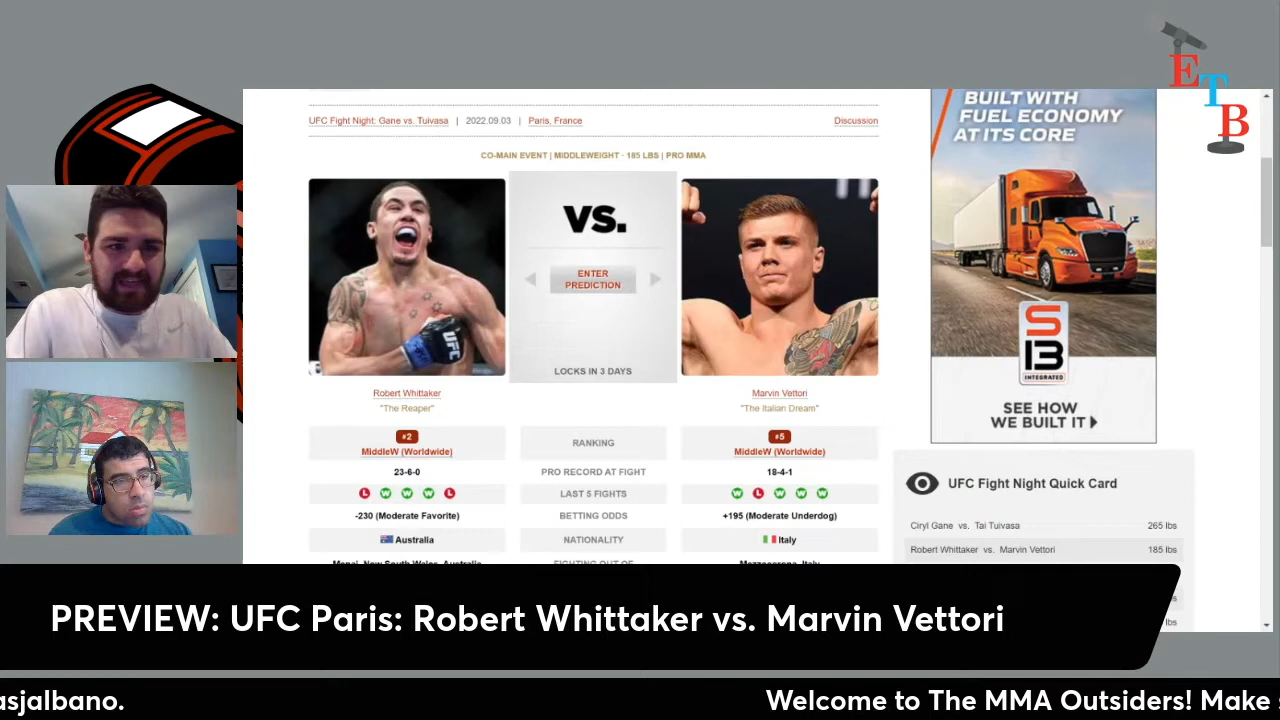 E
T
B
UFC Fight Night: Gane vs. Tuivasa | 2022.09.03 | Paris, France Discussion
CO-MAIN EVENT | MIDDLEWEIGHT · 185 LBS | PRO MMA
VS.
ENTER
PREDICTION
LOCKS IN 3 DAYS
UFC
Robert Whittaker Marvin Vettori
"The Reaper" "The Italian Dream"
#2 RANKING #5
MiddleW (Worldwide) MiddleW (Worldwide)
23-6-0 PRO RECORD AT FIGHT 18-4-1
L W W W L LAST 5 FIGHTS W L W W W
-230 (Moderate Favorite) BETTING ODDS +195 (Moderate Underdog)
Australia NATIONALITY Italy
BUILT WITH
FUEL ECONOMY
AT ITS CORE
S
13
INTEGRATED
SEE HOW
WE BUILT IT
UFC Fight Night Quick Card
Ciryl Gane vs. Tai Tuivasa 265 lbs
Robert Whittaker vs. Marvin Vettori 185 lbs
lbs
PREVIEW: UFC Paris: Robert Whittaker vs. Marvin Vettori
asjalbano. Welcome to The MMA Outsiders! Make